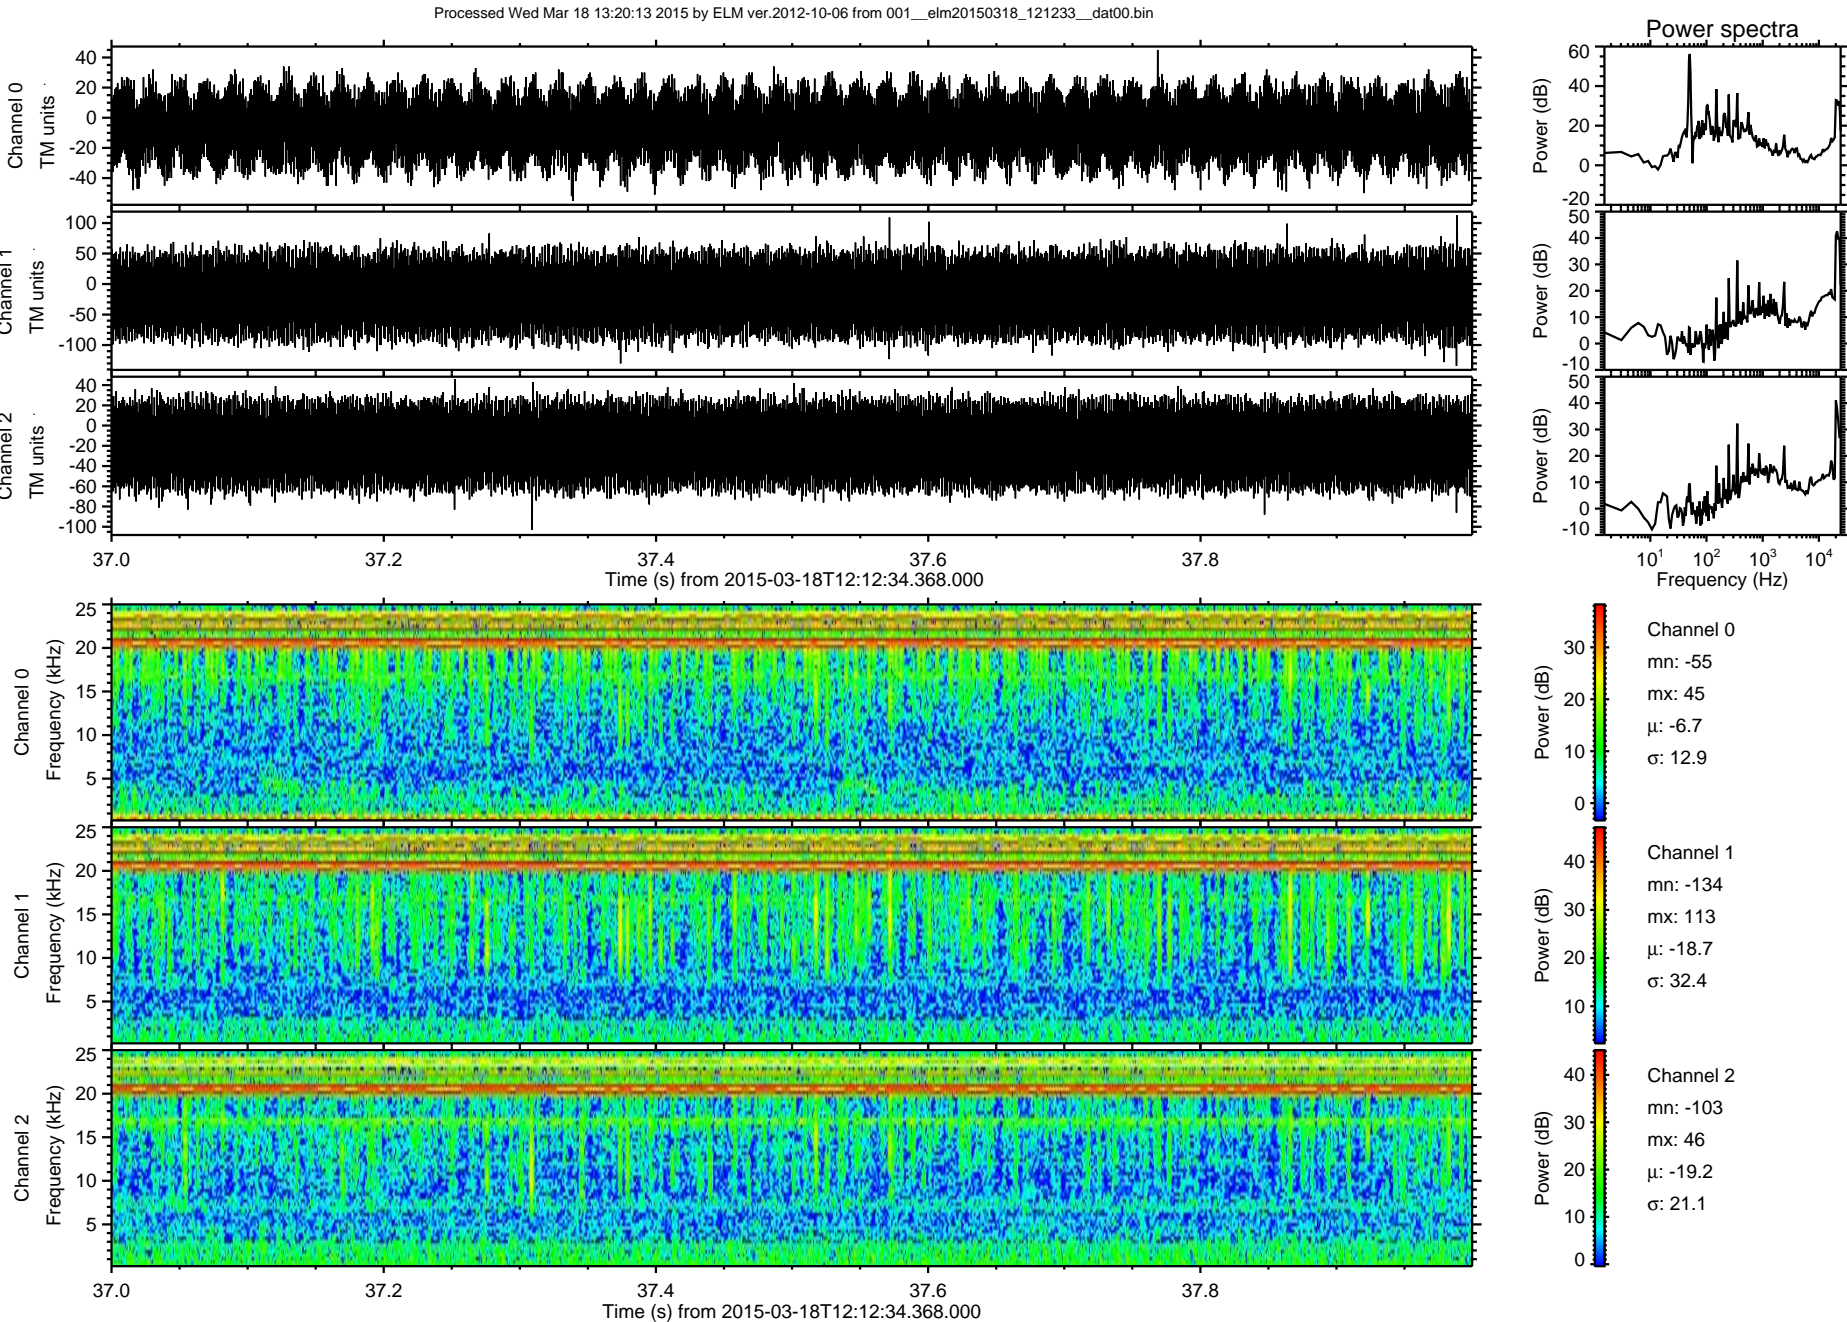 Processed Wed Mar 18 13:20:13 2015 by ELM ver.2012-10-06 from 001__elm20150318_121233__dat00.bin
Power spectra
Channel 0
TM units
40
20
0
-20
-40
Power (dB)
60
40
20
0
-20
Channel 1
TM units
100
50
0
-50
-100
Power (dB)
50
40
30
20
10
0
-10
Channel 2
TM units
40
20
0
-20
-40
-60
-80
-100
Power (dB)
50
40
30
20
10
0
-10
37.0 37.2 37.4 37.6 37.8
Time (s) from 2015-03-18T12:12:34.368.000
10¹ 10² 10³ 10⁴
Frequency (Hz)
Channel 0
Frequency (kHz)
25
20
15
10
5
Power (dB)
30
20
10
0
Channel 0
mn: -55
mx: 45
μ: -6.7
σ: 12.9
Channel 1
Frequency (kHz)
25
20
15
10
5
Power (dB)
40
30
20
10
Channel 1
mn: -134
mx: 113
μ: -18.7
σ: 32.4
Channel 2
Frequency (kHz)
25
20
15
10
5
Power (dB)
40
30
20
10
0
Channel 2
mn: -103
mx: 46
μ: -19.2
σ: 21.1
37.0 37.2 37.4 37.6 37.8
Time (s) from 2015-03-18T12:12:34.368.000